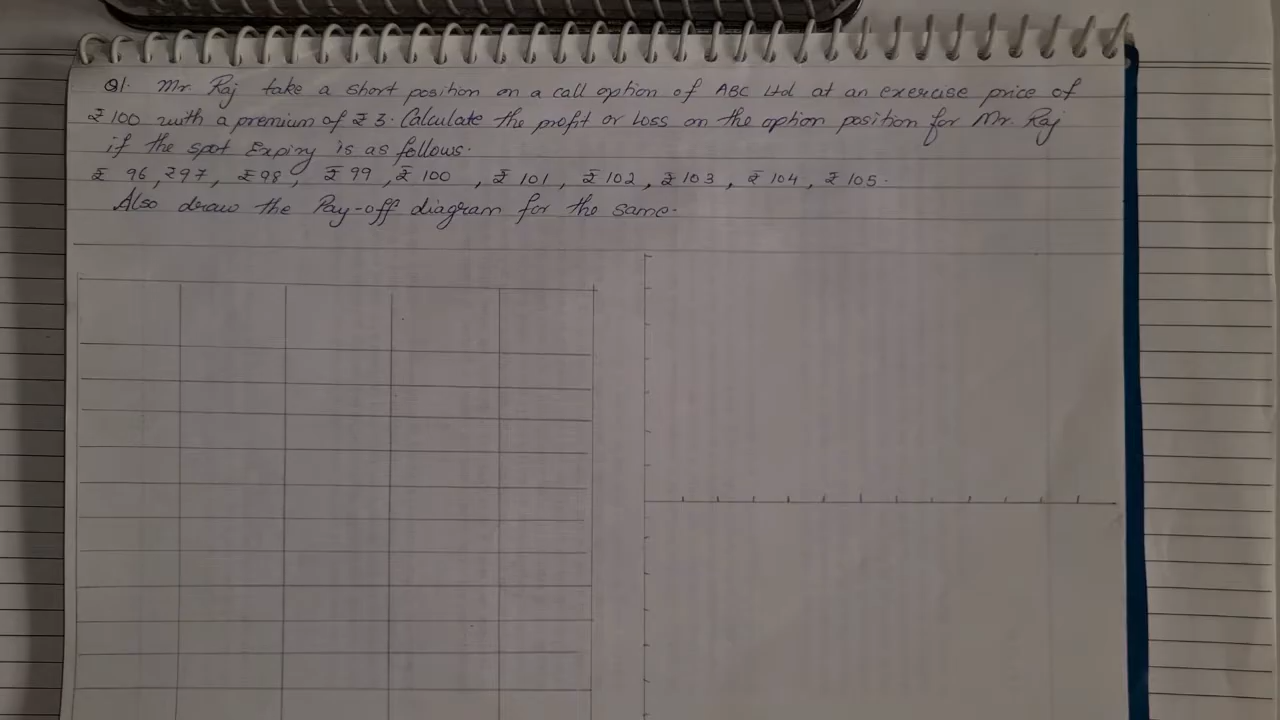 Q1. Mr. Raj take a short position on a call option of ABC Ltd at an exercise price of
₹ 100 with a premium of ₹ 3. Calculate the profit or Loss on the option position for Mr. Raj
if the spot Expiry is as follows.
₹ 96, ₹97, ₹98, ₹ 99, ₹ 100, ₹ 101, ₹ 102, ₹ 103, ₹ 104, ₹ 105.
Also draw the Pay-off diagram for the same.